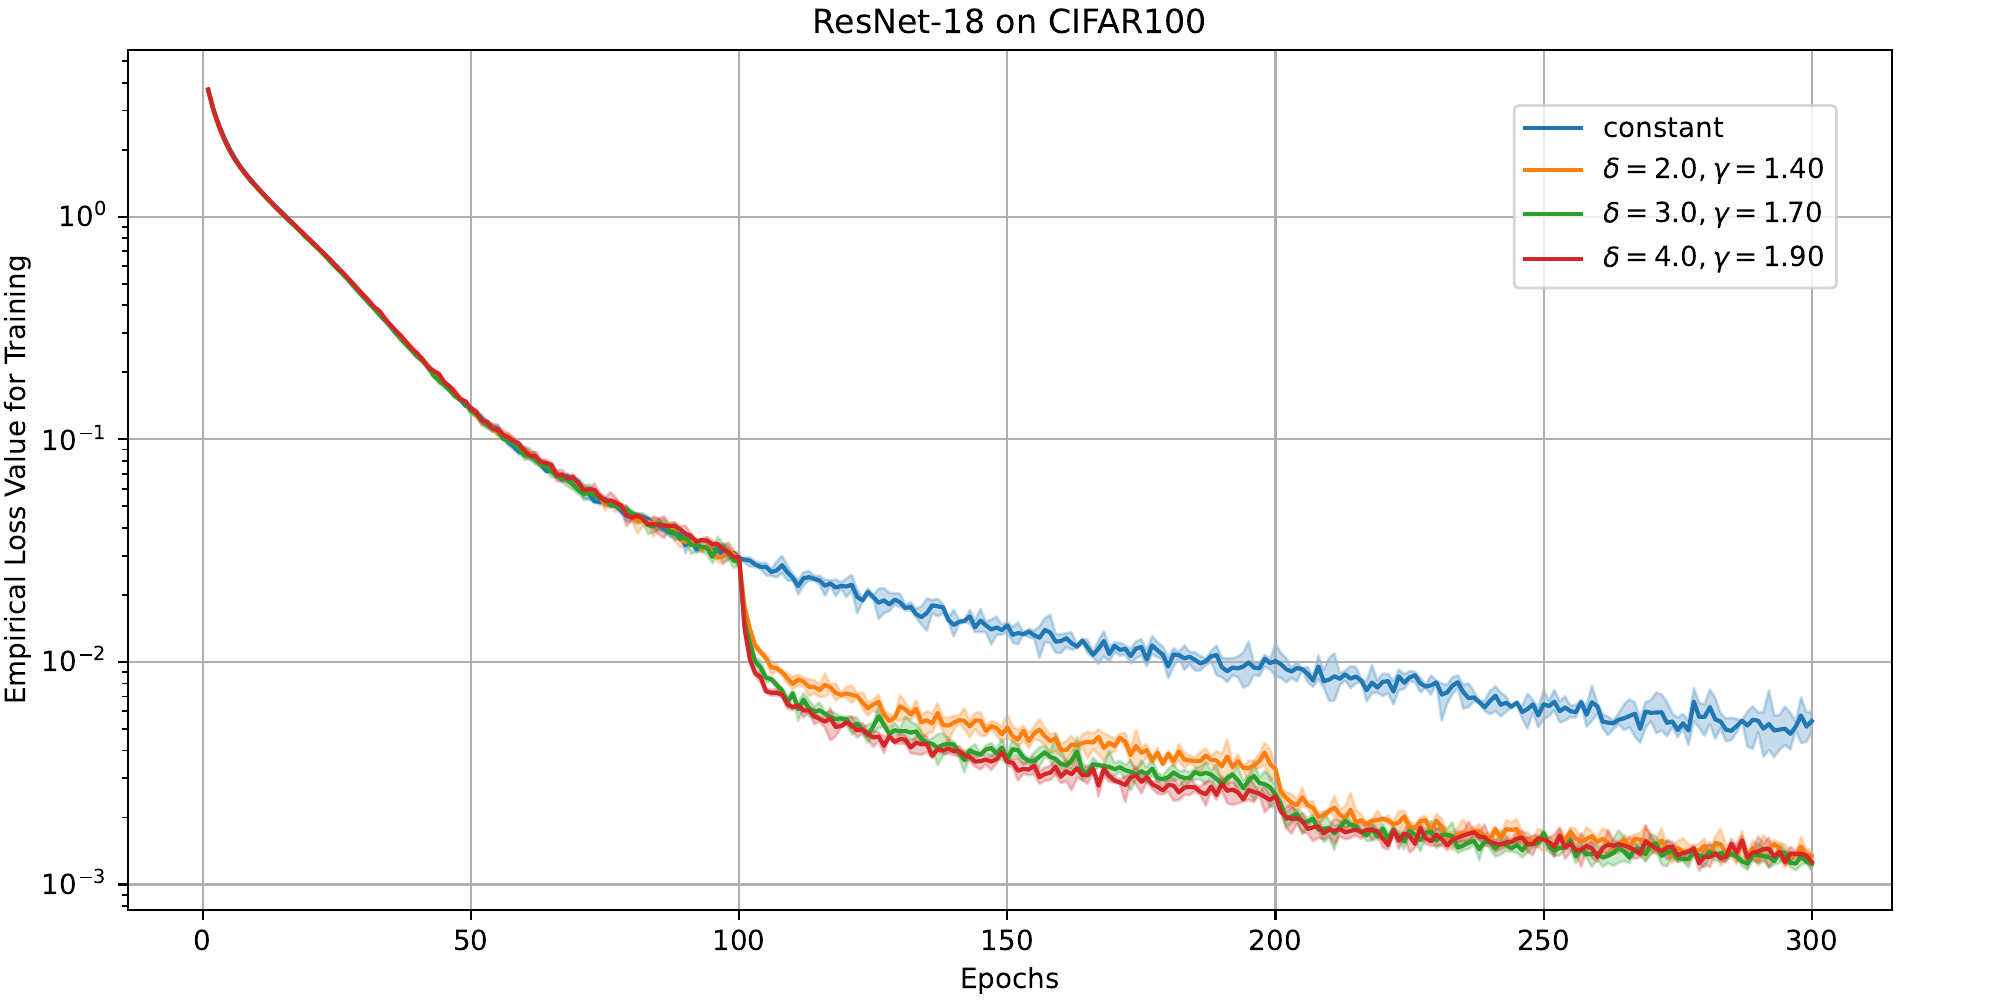 ResNet-18 on CIFAR100
Empirical Loss Value for Training
10⁰
10⁻¹
10⁻²
10⁻³
constant
δ = 2.0, γ = 1.40
δ = 3.0, γ = 1.70
δ = 4.0, γ = 1.90
0 50 100 150 200 250 300
Epochs